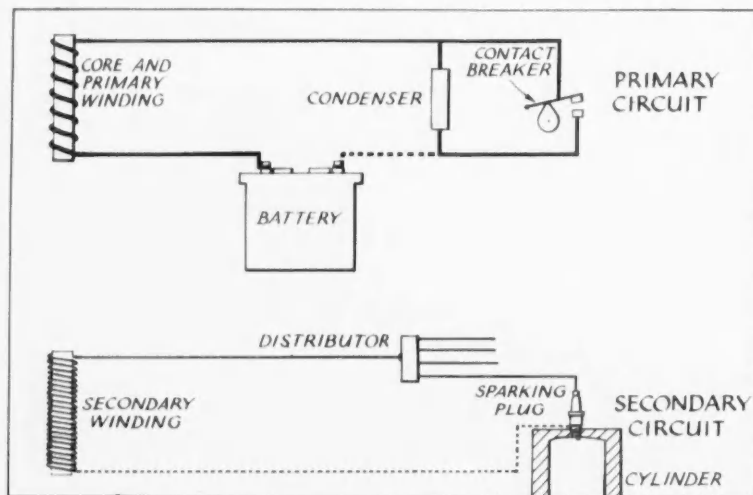 CORE AND
PRIMARY
WINDING
CONDENSER
CONTACT
BREAKER
PRIMARY
CIRCUIT
BATTERY
DISTRIBUTOR
SECONDARY
WINDING
SPARKING
PLUG
SECONDARY
CIRCUIT
CYLINDER